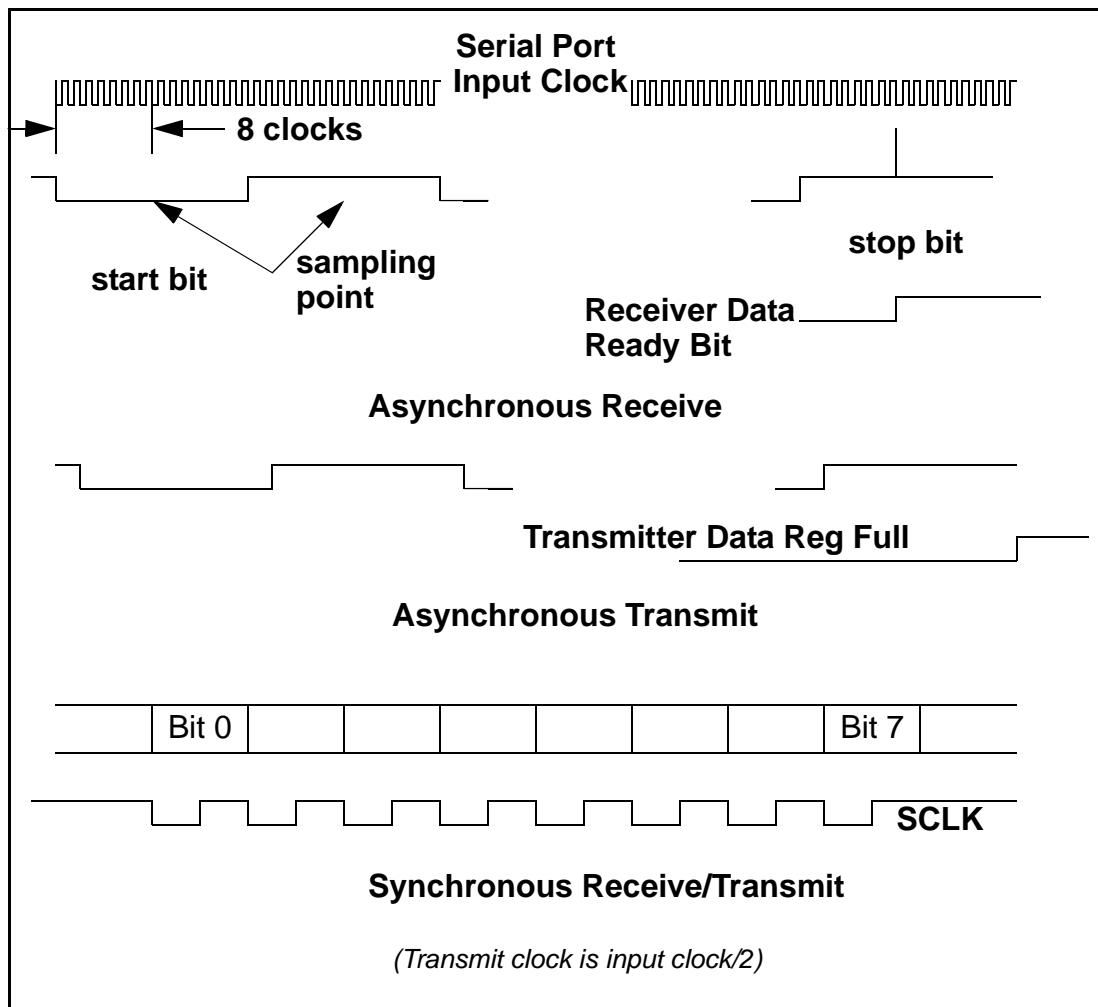 Serial Port
Input Clock
8 clocks
start bit
sampling
point
stop bit
Receiver Data
Ready Bit
Asynchronous Receive
Transmitter Data Reg Full
Asynchronous Transmit
Bit 0
Bit 7
SCLK
Synchronous Receive/Transmit
(Transmit clock is input clock/2)